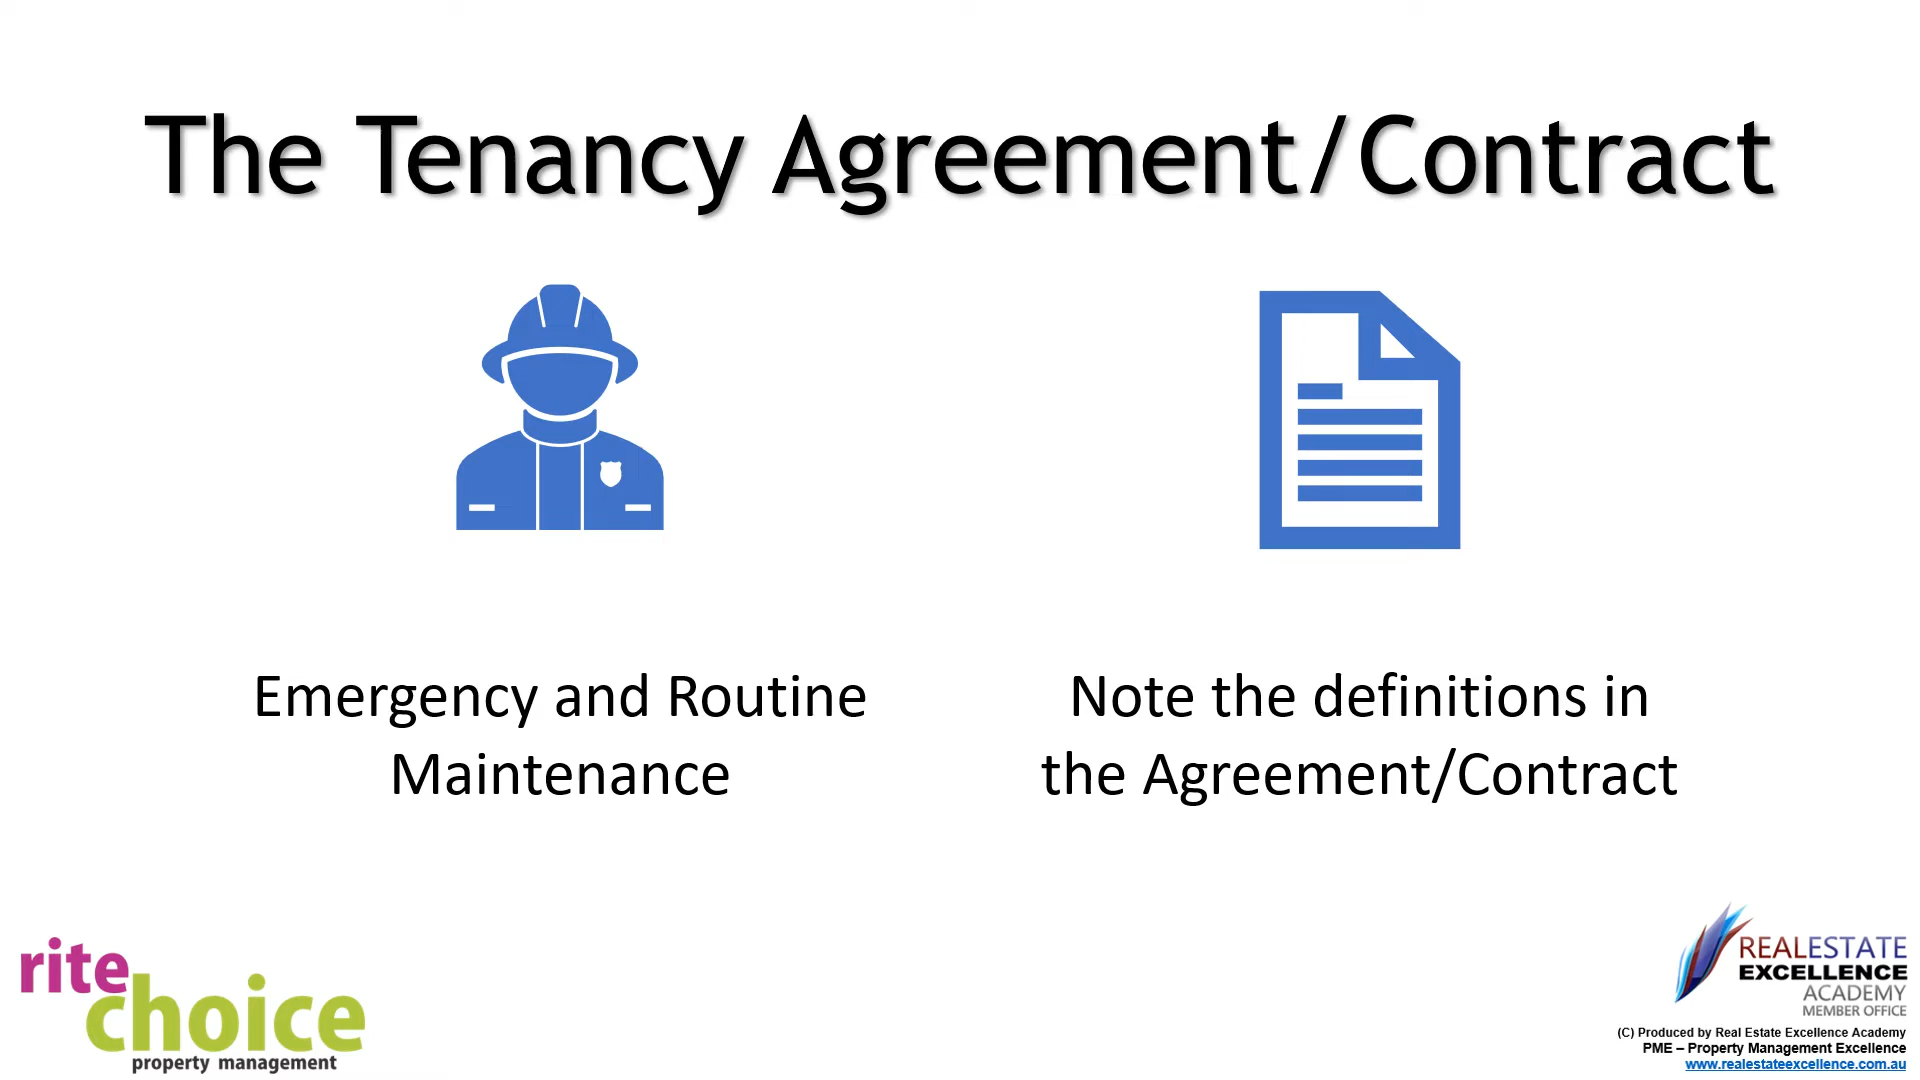 The Tenancy Agreement/Contract
Emergency and Routine
Maintenance
Note the definitions in
the Agreement/Contract
rite
choice
property management
REALESTATE
EXCELLENCE
ACADEMY
MEMBER OFFICE
(C) Produced by Real Estate Excellence Academy
PME – Property Management Excellence
www.realestateexcellence.com.au